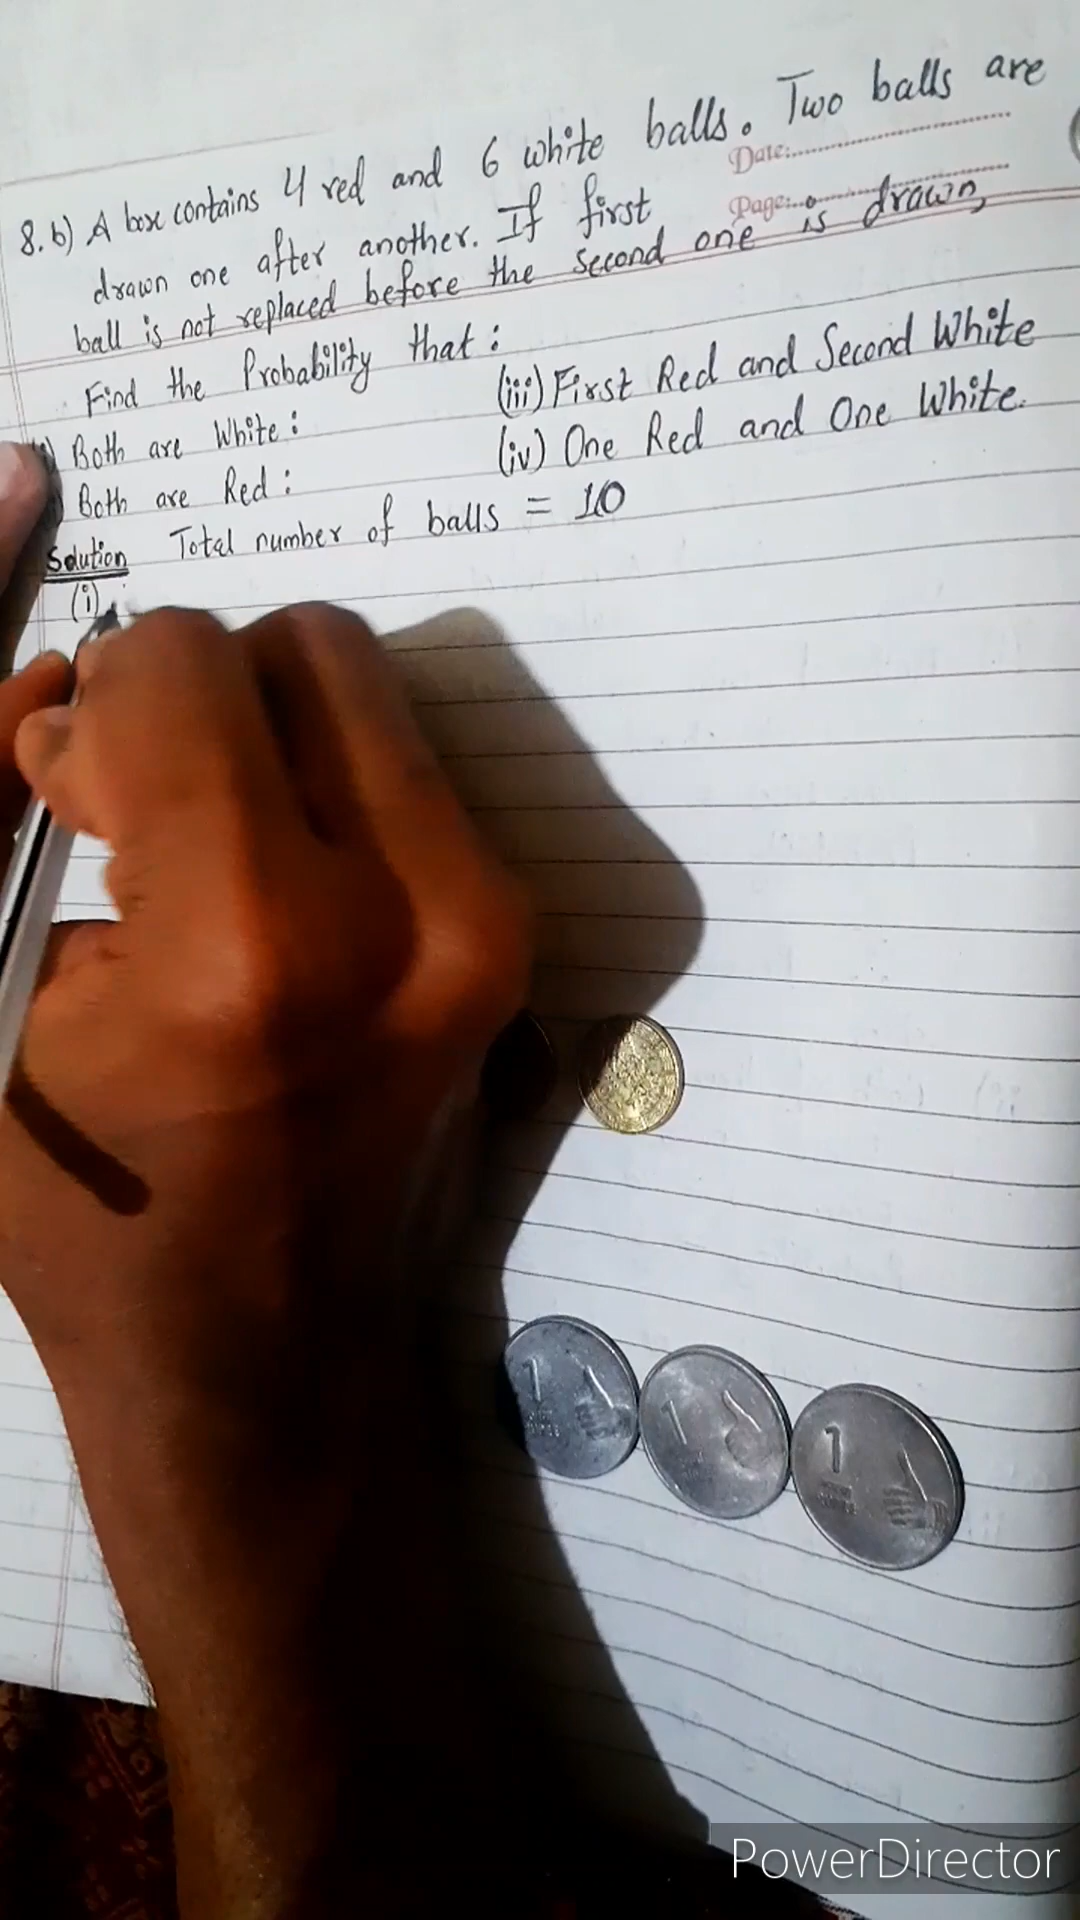 8.b) A box contains 4 red and 6 white balls. Two balls are
Date:
drawn one after another. If first
Page:
ball is not replaced before the second one is drawn,
Find the Probability that :
(iii) First Red and Second White
) Both are White :
(iv) One Red and One White.
Both are Red :
Solution Total number of balls = 10
(i)
1
1
1
PowerDirector